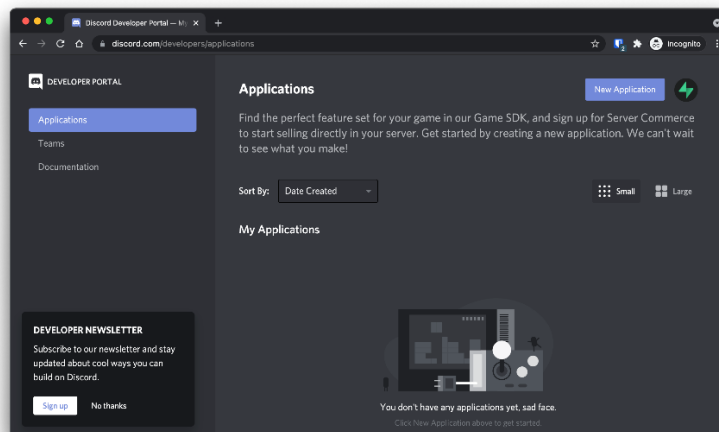 Discord Developer Portal — My
discord.com/developers/applications
Incognito
DEVELOPER PORTAL
Applications
Teams
Documentation
Applications
New Application
Find the perfect feature set for your game in our Game SDK, and sign up for Server Commerce
to start selling directly in your server. Get started by creating a new application. We can't wait
to see what you make!
Sort By:
Date Created
Small
Large
My Applications
DEVELOPER NEWSLETTER
Subscribe to our newsletter and stay
updated about cool ways you can
build on Discord.
Sign up
No thanks
You don't have any applications yet, sad face.
Click New Application above to get started.